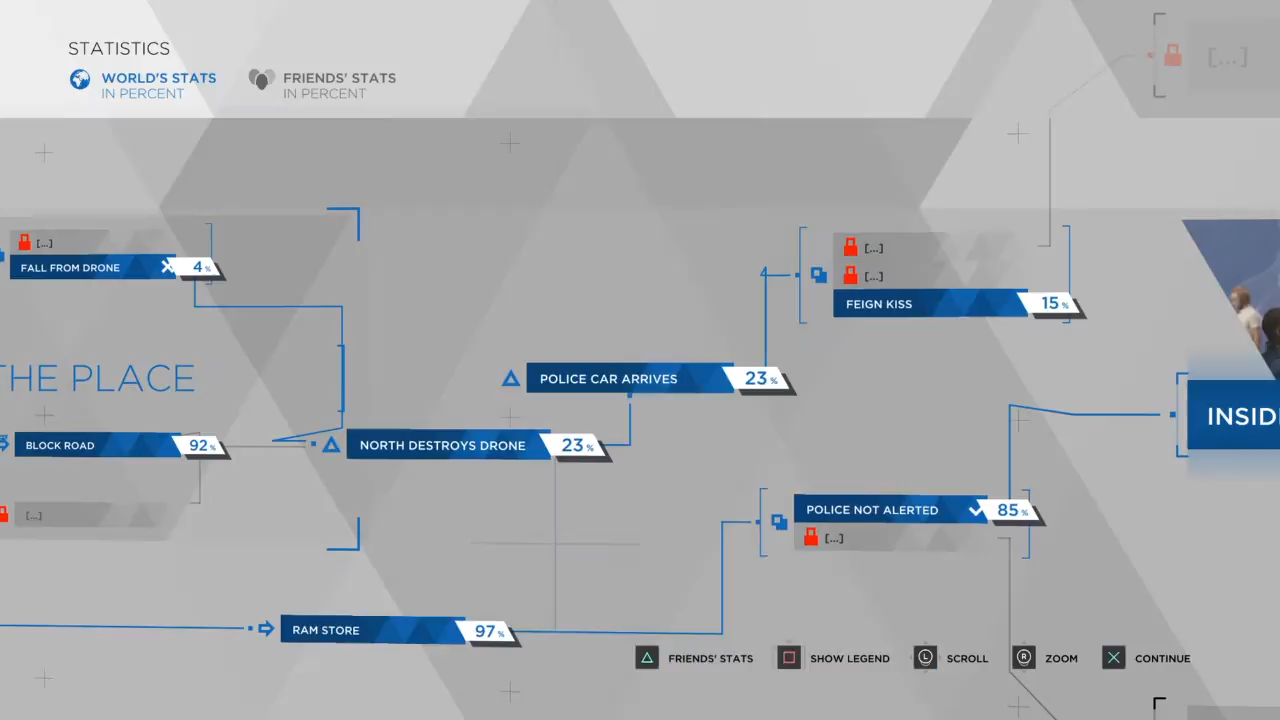 STATISTICS
WORLD'S STATS
IN PERCENT
FRIENDS' STATS
IN PERCENT
[...]
[...]
FALL FROM DRONE 4%
[...]
[...]
FEIGN KISS 15%
THE PLACE
POLICE CAR ARRIVES 23%
INSID
BLOCK ROAD 92%
NORTH DESTROYS DRONE 23%
[...]
POLICE NOT ALERTED 85%
[...]
RAM STORE 97%
FRIENDS' STATS
SHOW LEGEND
L SCROLL
R ZOOM
CONTINUE